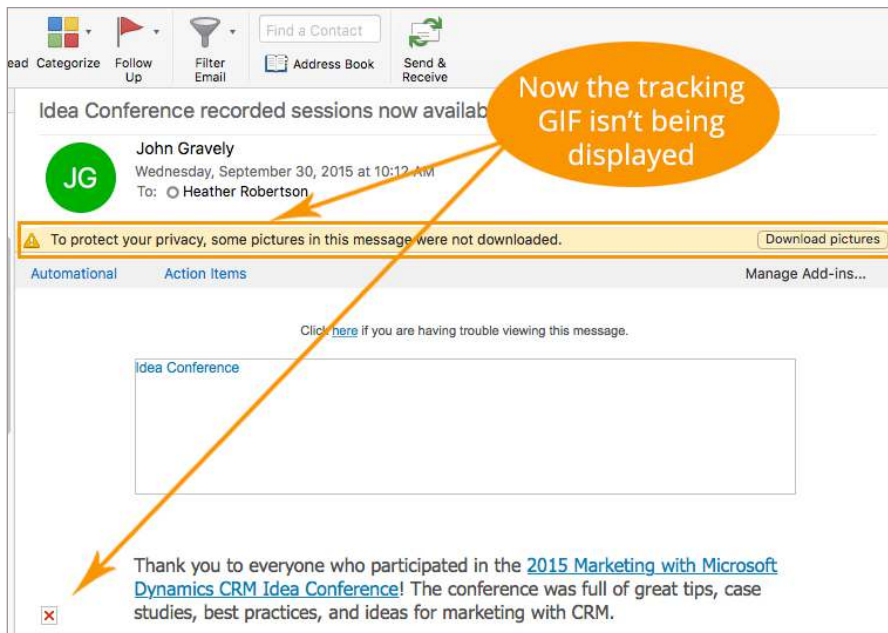 Find a Contact
ead Categorize Follow Up Filter Email Address Book Send & Receive
Idea Conference recorded sessions now availab
Now the tracking
GIF isn't being
displayed
JG
John Gravely
Wednesday, September 30, 2015 at 10:12 AM
To: Heather Robertson
To protect your privacy, some pictures in this message were not downloaded. Download pictures
Automational Action Items Manage Add-ins...
Click here if you are having trouble viewing this message.
Idea Conference
Thank you to everyone who participated in the 2015 Marketing with Microsoft
Dynamics CRM Idea Conference! The conference was full of great tips, case
studies, best practices, and ideas for marketing with CRM.